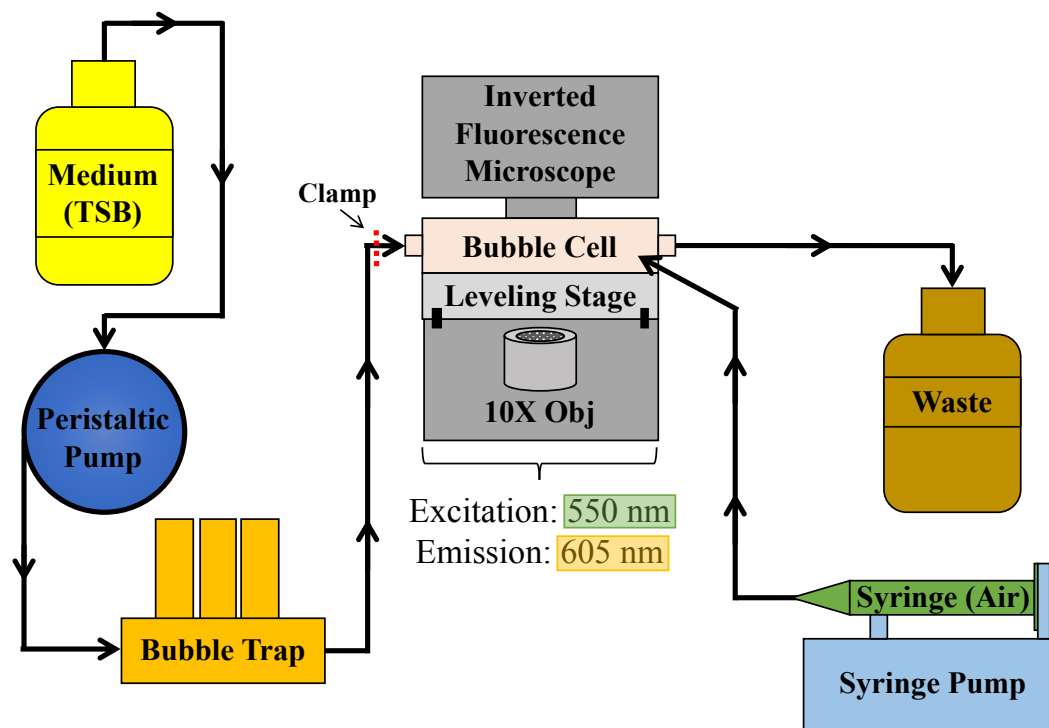 Medium
(TSB)
Clamp
Inverted
Fluorescence
Microscope
Bubble Cell
Leveling Stage
10X Obj
Excitation: 550 nm
Emission: 605 nm
Peristaltic
Pump
Bubble Trap
Waste
Syringe (Air)
Syringe Pump